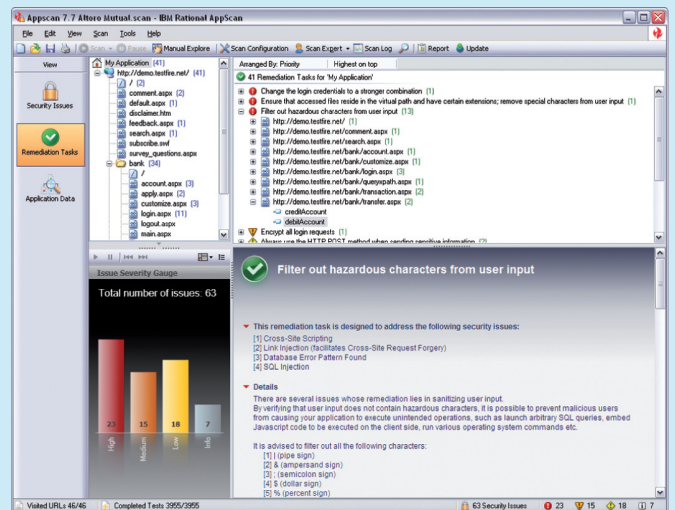 Appscan 7.7 Altoro Mutual.scan - IBM Rational AppScan
File Edit View Scan Tools Help
Scan Pause Manual Explore Scan Configuration Scan Expert Scan Log Report Update
View
Security Issues
Remediation Tasks
Application Data
My Application (41)
http://demo.testfire.net/ (41)
/ (2)
comment.aspx (2)
default.aspx (1)
disclaimer.htm
feedback.aspx (1)
search.aspx (1)
subscribe.swf
survey_questions.aspx
bank (34)
/
account.aspx (3)
apply.aspx (2)
customize.aspx (3)
login.aspx (11)
logout.aspx
main.aspx
Arranged By: Priority Highest on top
41 Remediation Tasks for 'My Application'
Change the login credentials to a stronger combination (1)
Ensure that accessed files reside in the virtual path and have certain extensions; remove special characters from user input (1)
Filter out hazardous characters from user input (13)
http://demo.testfire.net/ (1)
http://demo.testfire.net/comment.aspx (1)
http://demo.testfire.net/search.aspx (1)
http://demo.testfire.net/bank/account.aspx (1)
http://demo.testfire.net/bank/customize.aspx (1)
http://demo.testfire.net/bank/login.aspx (3)
http://demo.testfire.net/bank/queryxpath.aspx (1)
http://demo.testfire.net/bank/transaction.aspx (2)
http://demo.testfire.net/bank/transfer.aspx (2)
creditAccount
debitAccount
Encrypt all login requests (1)
Always use the HTTP POST method when sending sensitive information
Issue Severity Gauge
Total number of issues: 63
23 15 18 7
High Medium Low Info
Filter out hazardous characters from user input
This remediation task is designed to address the following security issues:
[1] Cross-Site Scripting
[2] Link Injection (facilitates Cross-Site Request Forgery)
[3] Database Error Pattern Found
[4] SQL Injection
Details
There are several issues whose remediation lies in sanitizing user input.
By verifying that user input does not contain hazardous characters, it is possible to prevent malicious users
from causing your application to execute unintended operations, such as launch arbitrary SQL queries, embed
Javascript code to be executed on the client side, run various operating system commands etc.
It is advised to filter out all the following characters:
[1] | (pipe sign)
[2] & (ampersand sign)
[3] ; (semicolon sign)
[4] $ (dollar sign)
[5] % (percent sign)
Visited URLs 46/46 Completed Tests 3955/3955 63 Security Issues 23 15 18 7